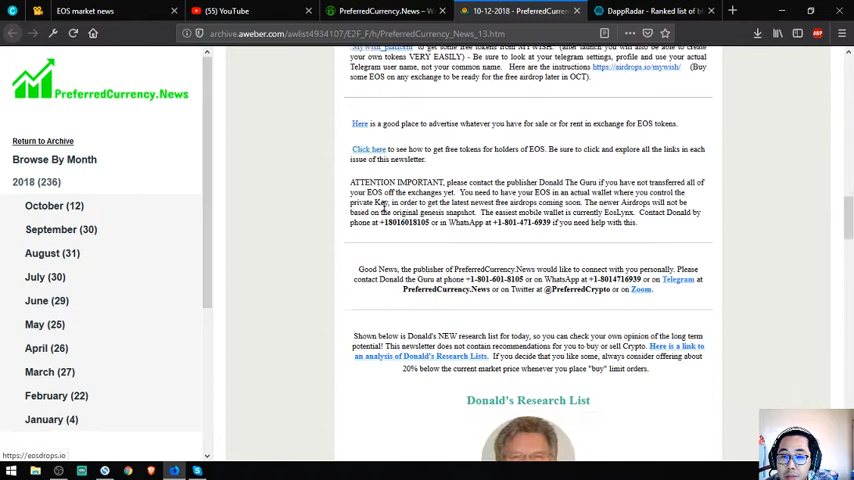 EOS market news
(55) YouTube
PreferredCurrency.News – W
10-12-2018 - PreferredCurren
DappRadar - Ranked list of b
archive.aweber.com/awlist4934107/E2F_F/h/PreferredCurrency_News_13.htm
PreferredCurrency.News
Return to Archive
Browse By Month
2018 (236)
October (12)
September (30)
August (31)
July (30)
June (29)
May (25)
April (26)
March (27)
February (22)
January (4)
https://eosdrops.io
MyWish_platform to get some free tokens from MYWISH. (after launch you will also be able to create
your own tokens VERY EASILY) - Be sure to look at your telegram settings, profile and use your actual
Telegram user name, not your common name. Here are the instructions https://airdrops.io/mywish/ (Buy
some EOS on any exchange to be ready for the free airdrop later in OCT).
Here is a good place to advertise whatever you have for sale or for rent in exchange for EOS tokens.
Click here to see how to get free tokens for holders of EOS. Be sure to click and explore all the links in each
issue of this newsletter.
ATTENTION IMPORTANT, please contact the publisher Donald The Guru if you have not transferred all of
your EOS off the exchanges yet. You need to have your EOS in an actual wallet where you control the
private Key, in order to get the latest newest free airdrops coming soon. The newer Airdrops will not be
based on the original genesis snapshot. The easiest mobile wallet is currently EosLynx. Contact Donald by
phone at +18016018105 or in WhatsApp at +1-801-471-6939 if you need help with this.
Good News, the publisher of PreferredCurrency.News would like to connect with you personally. Please
contact Donald the Guru at phone +1-801-601-8105 or on WhatsApp at +1-8014716939 or on Telegram at
PreferredCurrency.News or on Twitter at @PreferredCrypto or on Zoom.
Shown below is Donald's NEW research list for today, so you can check your own opinion of the long term
potential! This newsletter does not contain recommendations for you to buy or sell Crypto. Here is a link to
an analysis of Donald's Research Lists. If you decide that you like some, always consider offering about
20% below the current market price whenever you place "buy" limit orders.
Donald's Research List